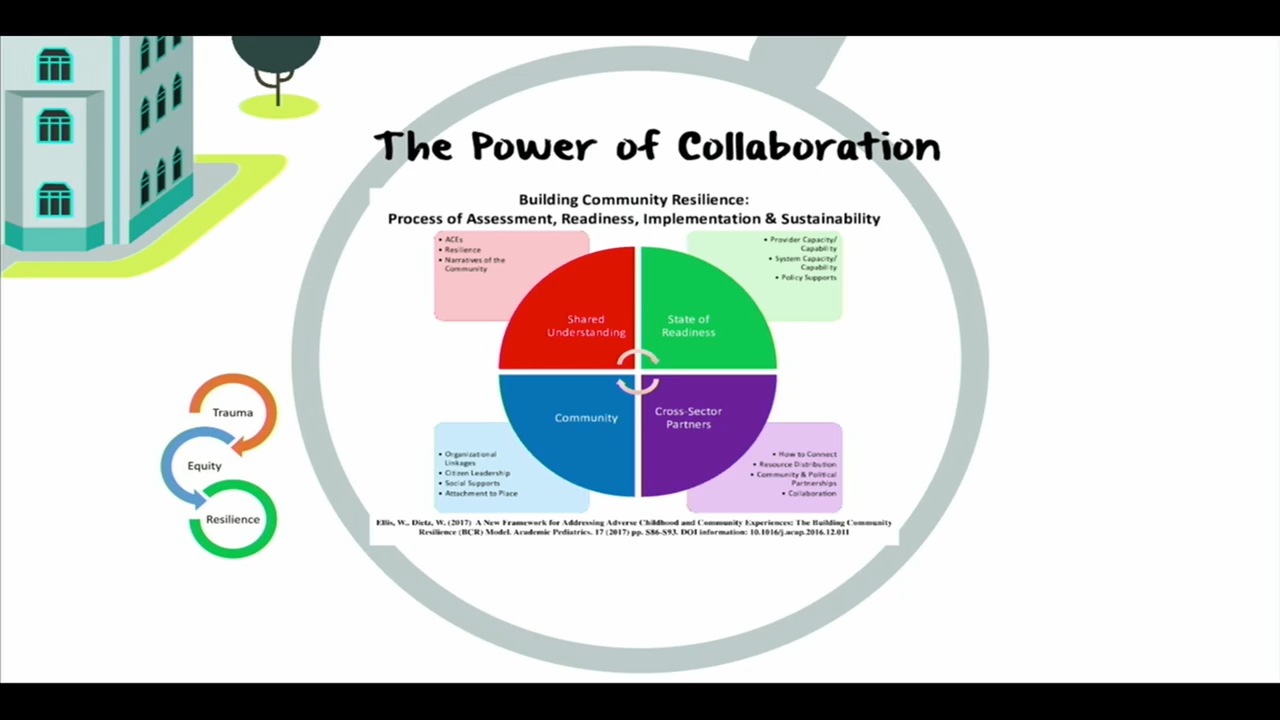 The Power of Collaboration
Building Community Resilience:
Process of Assessment, Readiness, Implementation & Sustainability
• ACEs
• Resilience
• Narratives of the
Community
• Provider Capacity/
Capability
• System Capacity/
Capability
• Policy Supports
Shared
Understanding
State of
Readiness
Community
Cross-Sector
Partners
• Organizational
Linkages
• Citizen Leadership
• Social Supports
• Attachment to Place
• How to Connect
• Resource Distribution
• Community & Political
Partnerships
• Collaboration
Ellis, W., Dietz, W. (2017) A New Framework for Addressing Adverse Childhood and Community Experiences: The Building Community
Resilience (BCR) Model. Academic Pediatrics. 17 (2017) pp. S86-S93. DOI information: 10.1016/j.acap.2016.12.011
Trauma
Equity
Resilience